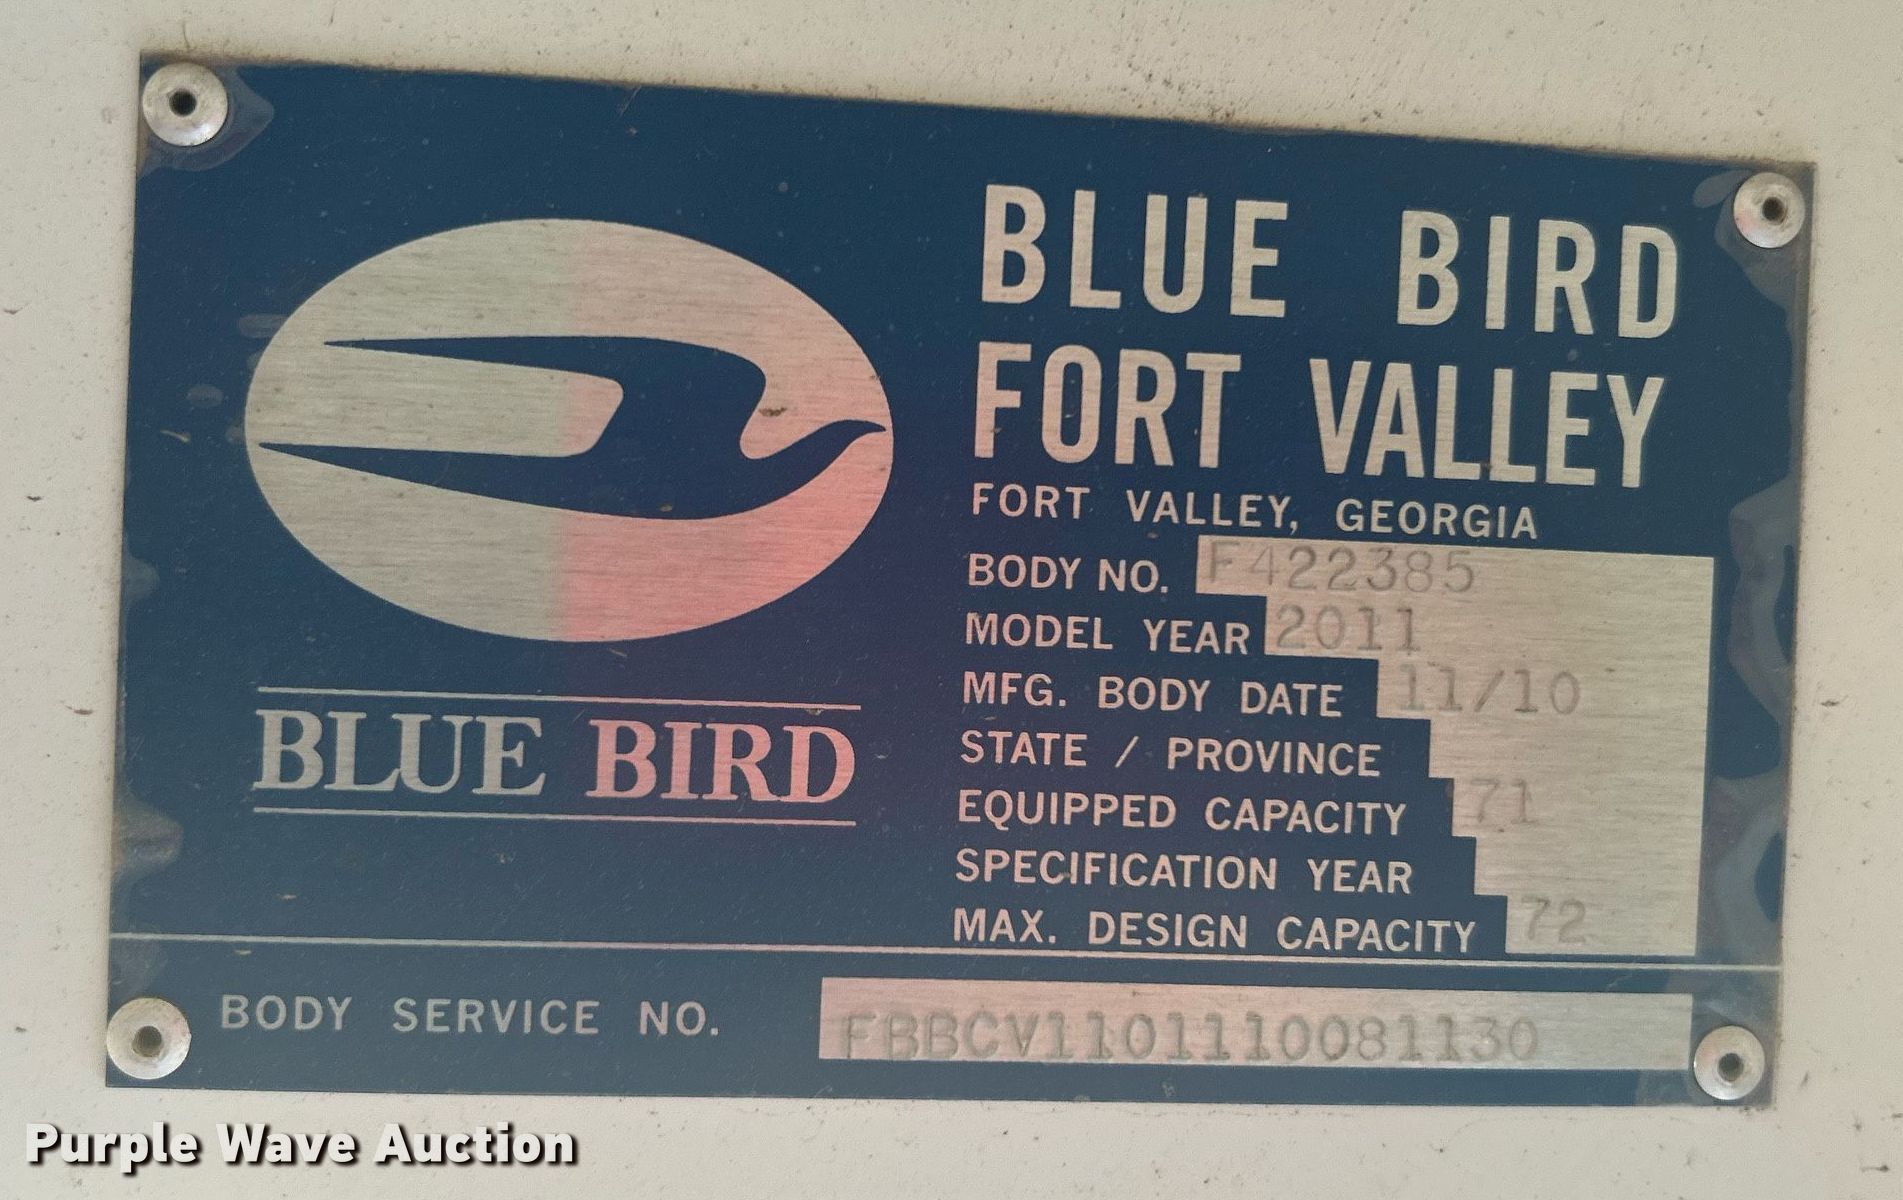 BLUE BIRD
FORT VALLEY
FORT VALLEY, GEORGIA
BODY NO. F422385
MODEL YEAR 2011
MFG. BODY DATE 11/10
STATE / PROVINCE
EQUIPPED CAPACITY 71
SPECIFICATION YEAR
MAX. DESIGN CAPACITY 72
BLUE BIRD
BODY SERVICE NO. FBBCV1101110081130
Purple Wave Auction